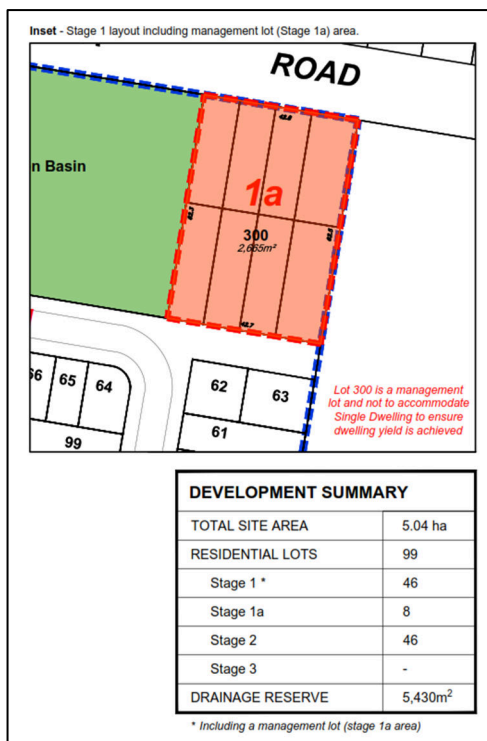 Inset - Stage 1 layout including management lot (Stage 1a) area.
ROAD
n Basin
1a
300
2,665m²
66
65
64
62
63
61
99
Lot 300 is a management
lot and not to accommodate
Single Dwelling to ensure
dwelling yield is achieved
DEVELOPMENT SUMMARY
TOTAL SITE AREA 5.04 ha
RESIDENTIAL LOTS 99
Stage 1 * 46
Stage 1a 8
Stage 2 46
Stage 3 -
DRAINAGE RESERVE 5,430m²
* Including a management lot (stage 1a area)